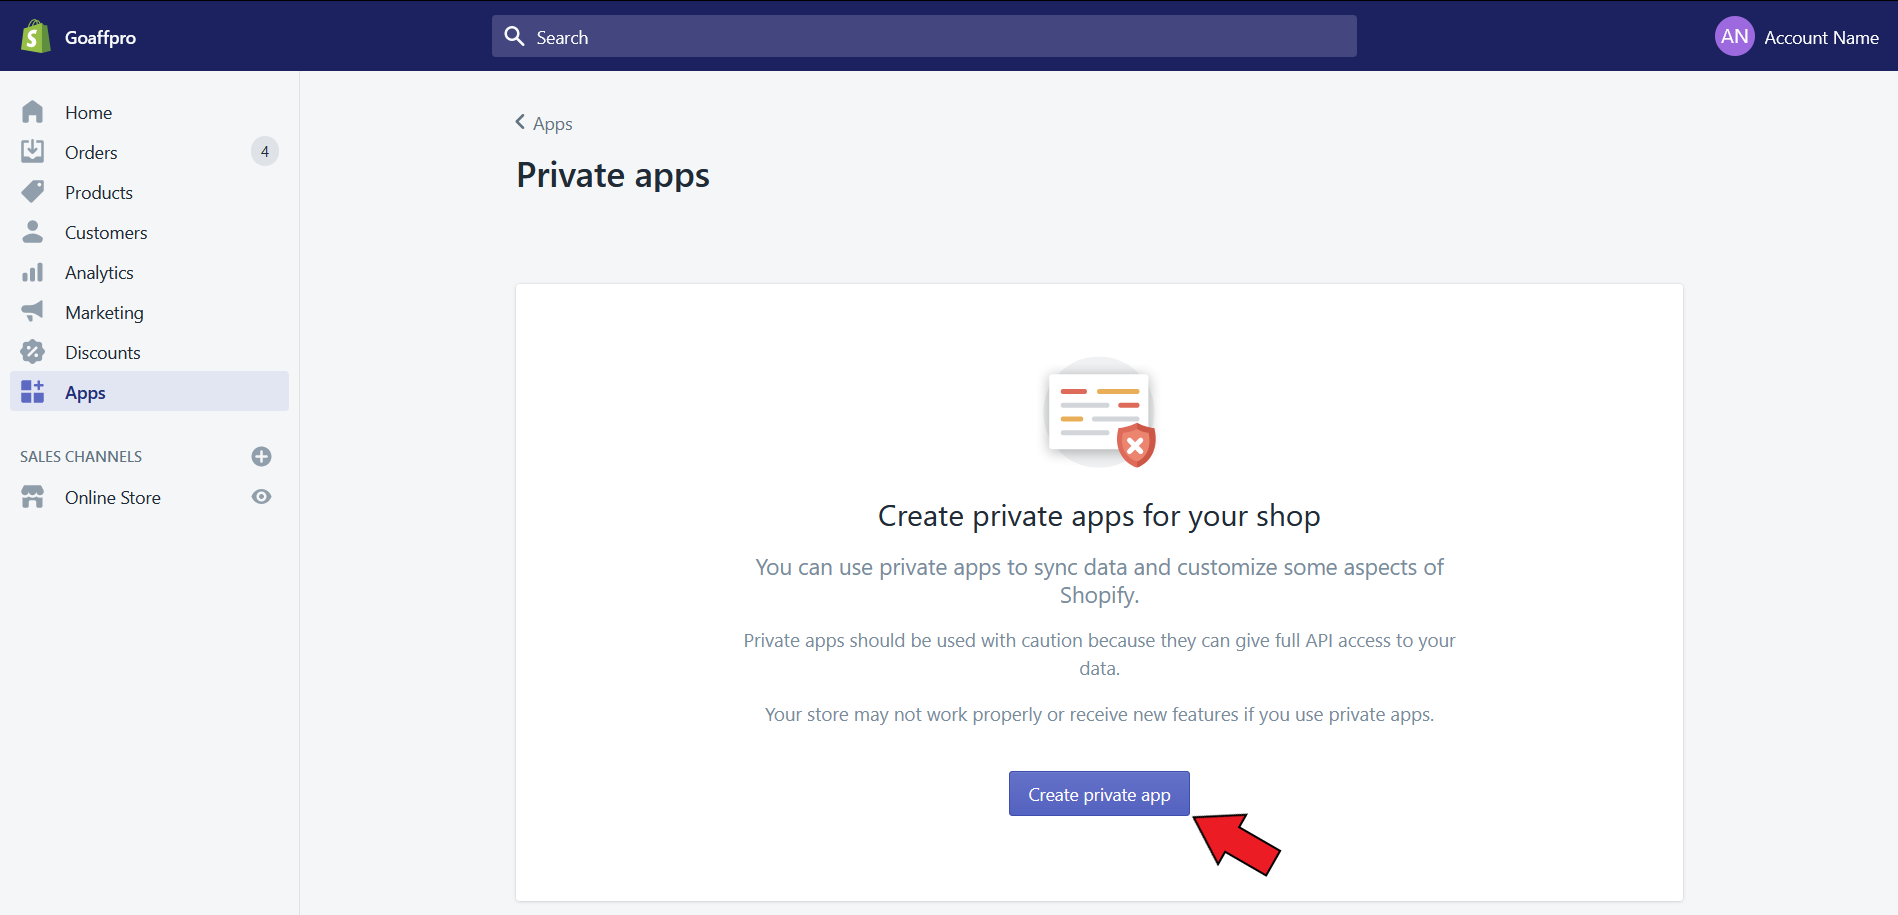 Goaffpro
Search
AN Account Name
Home
Orders 4
Products
Customers
Analytics
Marketing
Discounts
Apps
SALES CHANNELS
Online Store
Apps
Private apps
Create private apps for your shop
You can use private apps to sync data and customize some aspects of
Shopify.
Private apps should be used with caution because they can give full API access to your
data.
Your store may not work properly or receive new features if you use private apps.
Create private app